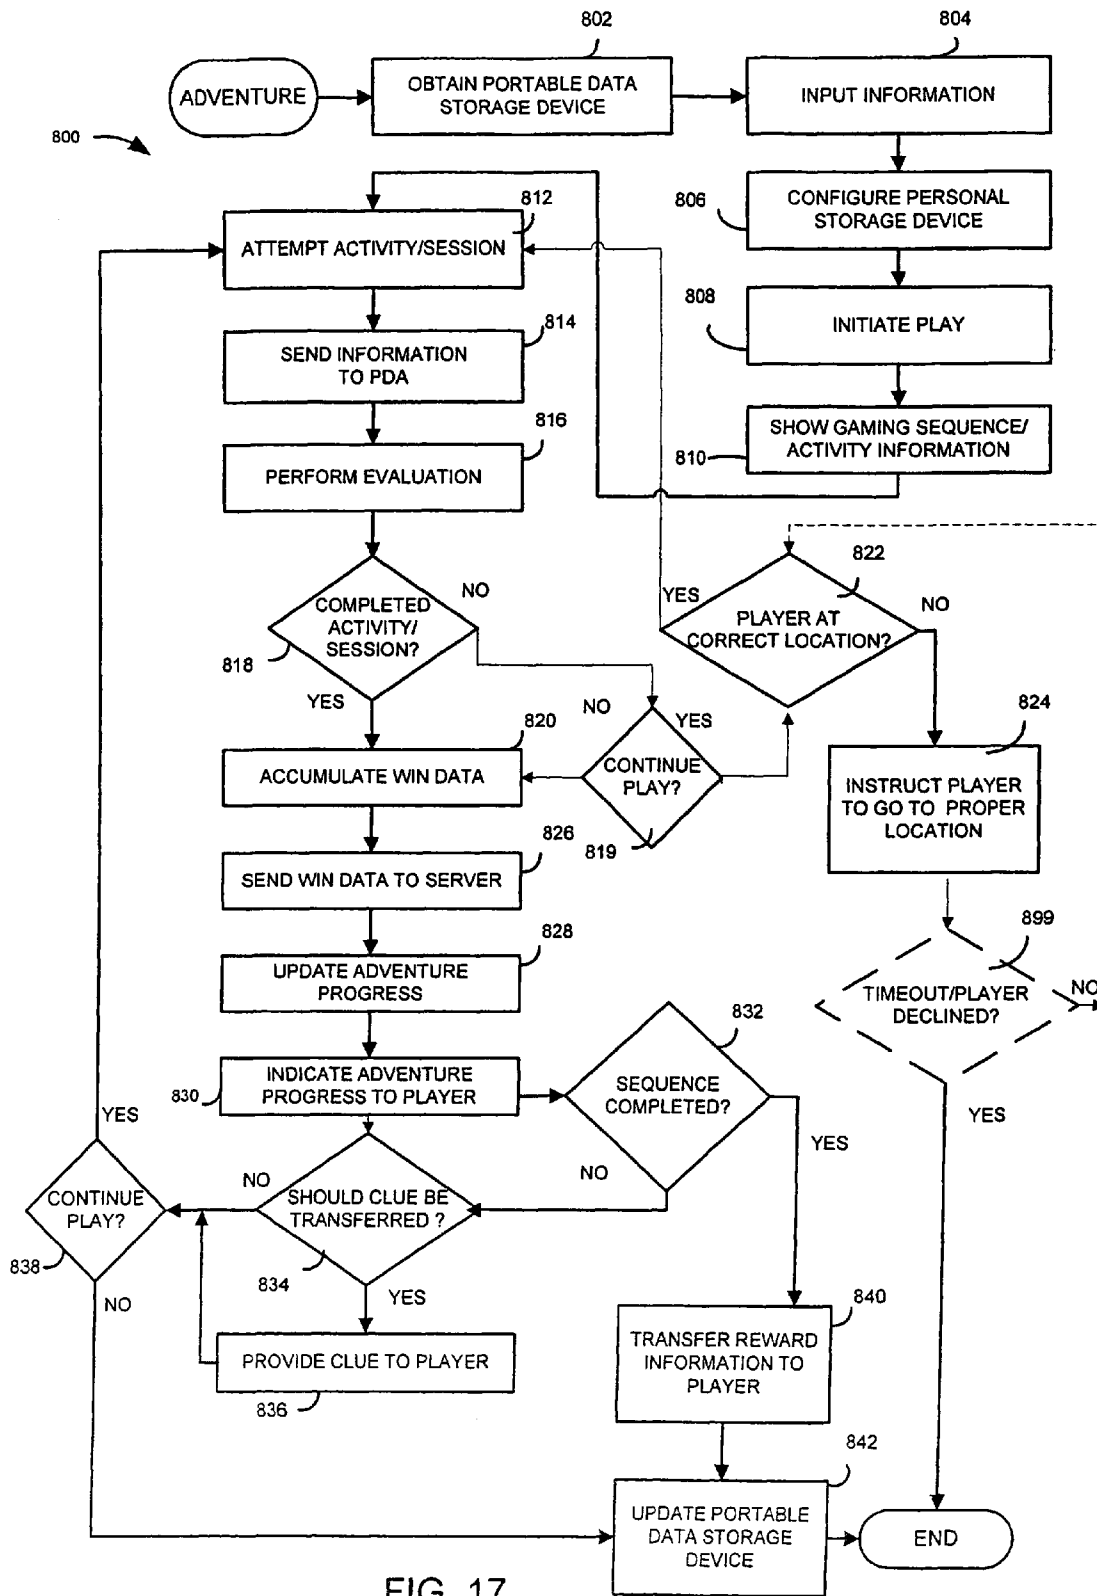 802
804
ADVENTURE
OBTAIN PORTABLE DATA
STORAGE DEVICE
INPUT INFORMATION
800
812
ATTEMPT ACTIVITY/SESSION
806
CONFIGURE PERSONAL
STORAGE DEVICE
814
SEND INFORMATION
TO PDA
808
INITIATE PLAY
816
PERFORM EVALUATION
810
SHOW GAMING SEQUENCE/
ACTIVITY INFORMATION
COMPLETED
ACTIVITY/
SESSION?
NO
818
YES
822
YES
PLAYER AT
CORRECT LOCATION?
NO
820
ACCUMULATE WIN DATA
NO
YES
CONTINUE
PLAY?
819
824
INSTRUCT PLAYER
TO GO TO PROPER
LOCATION
826
SEND WIN DATA TO SERVER
828
UPDATE ADVENTURE
PROGRESS
899
TIMEOUT/PLAYER
DECLINED?
NO
YES
830
INDICATE ADVENTURE
PROGRESS TO PLAYER
832
SEQUENCE
COMPLETED?
YES
NO
YES
CONTINUE
PLAY?
838
NO
NO
SHOULD CLUE BE
TRANSFERRED ?
834
YES
PROVIDE CLUE TO PLAYER
836
840
TRANSFER REWARD
INFORMATION TO
PLAYER
842
UPDATE PORTABLE
DATA STORAGE
DEVICE
END
FIG. 17